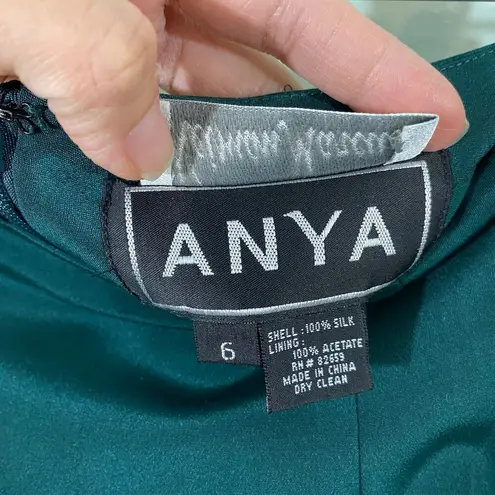 ANYA
6
SHELL : 100% SILK
LINING :
100% ACETATE
RN# 82659
MADE IN CHINA
DRY CLEAN